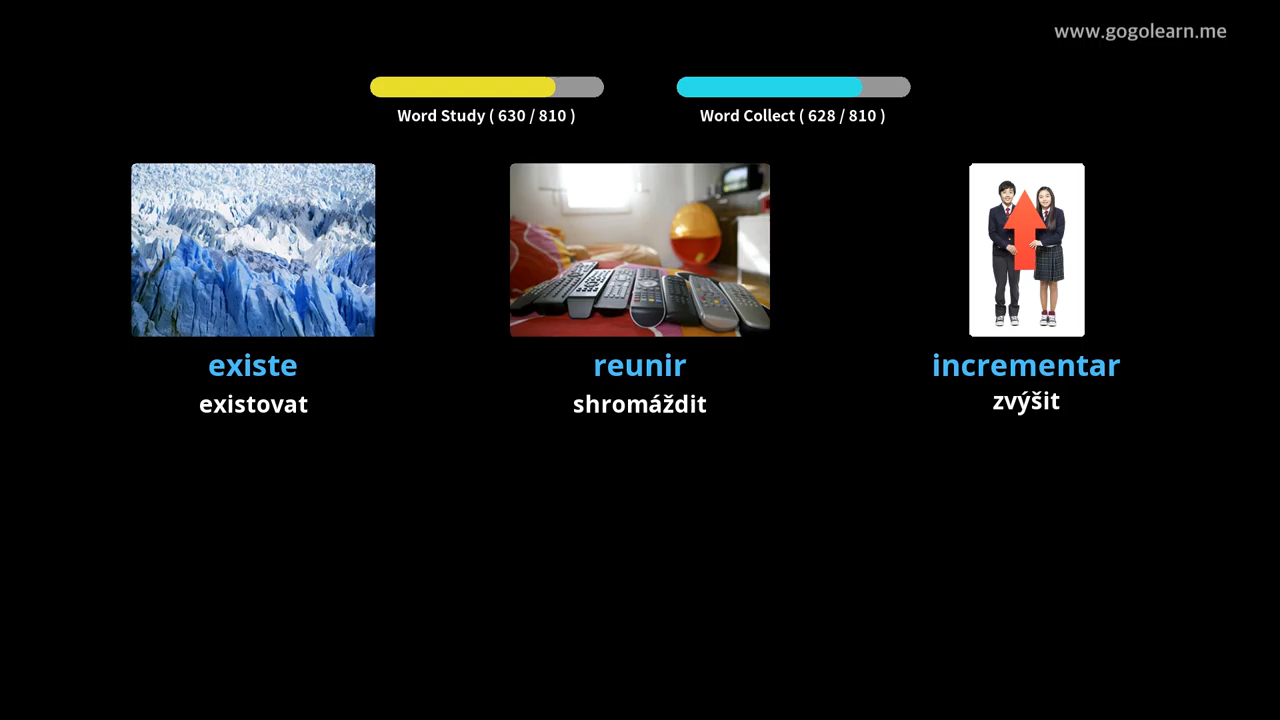 www.gogolearn.me
Word Study ( 630 / 810 )
Word Collect ( 628 / 810 )
existe
existovat
reunir
shromáždit
incrementar
zvýšit